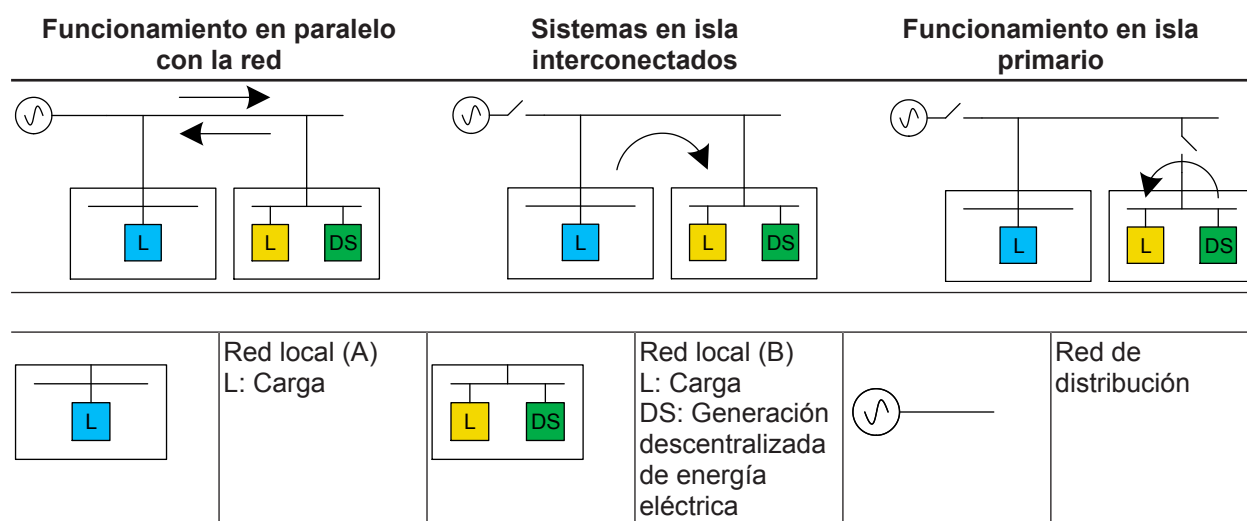 Funcionamiento en paralelo
con la red
Sistemas en isla
interconectados
Funcionamiento en isla
primario
L
L
DS
L
L
DS
L
L
DS
L
Red local (A)
L: Carga
L
DS
Red local (B)
L: Carga
DS: Generación
descentralizada
de energía
eléctrica
Red de
distribución